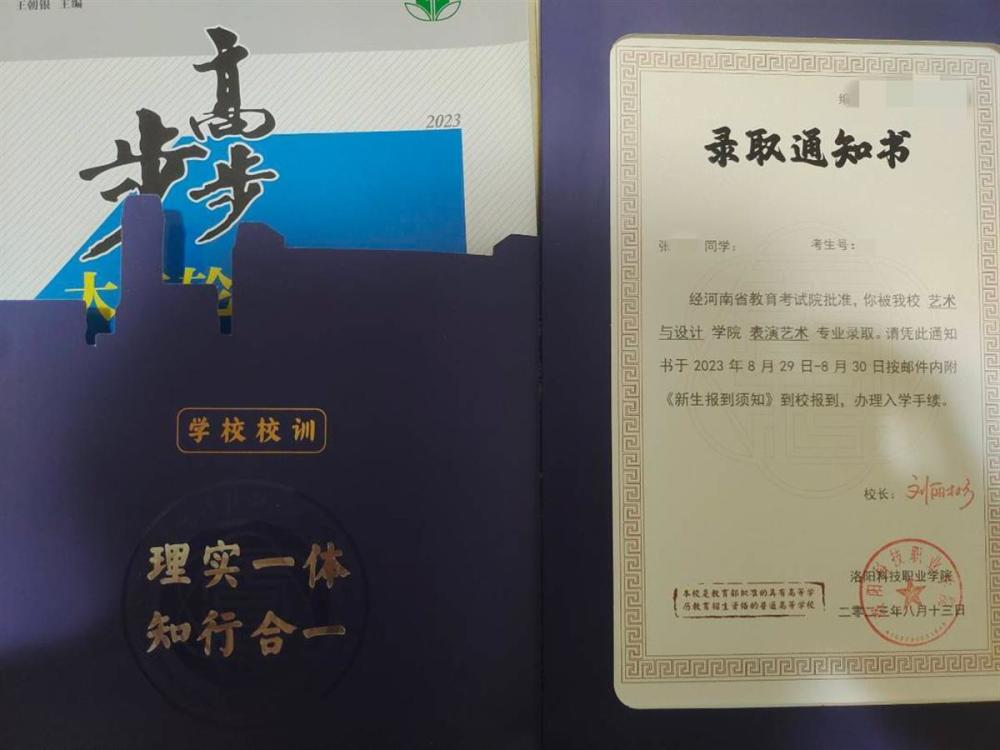 王朝银 主编
步步高
2023
大
轮
学校校训
理实一体
知行合一
编
录取通知书
张 同学： 考生号：
经河南省教育考试院批准，你被我校 艺术
与设计 学院 表演艺术 专业录取。请凭此通知
书于 2023 年 8 月 29 日-8 月 30 日按邮件内附
《新生报到须知》到校报到，办理入学手续。
校长：
本校是教育部批准的具有高等学
历教育招生资格的普通高等学校
洛阳科技职业学院
二零二三年八月十三日